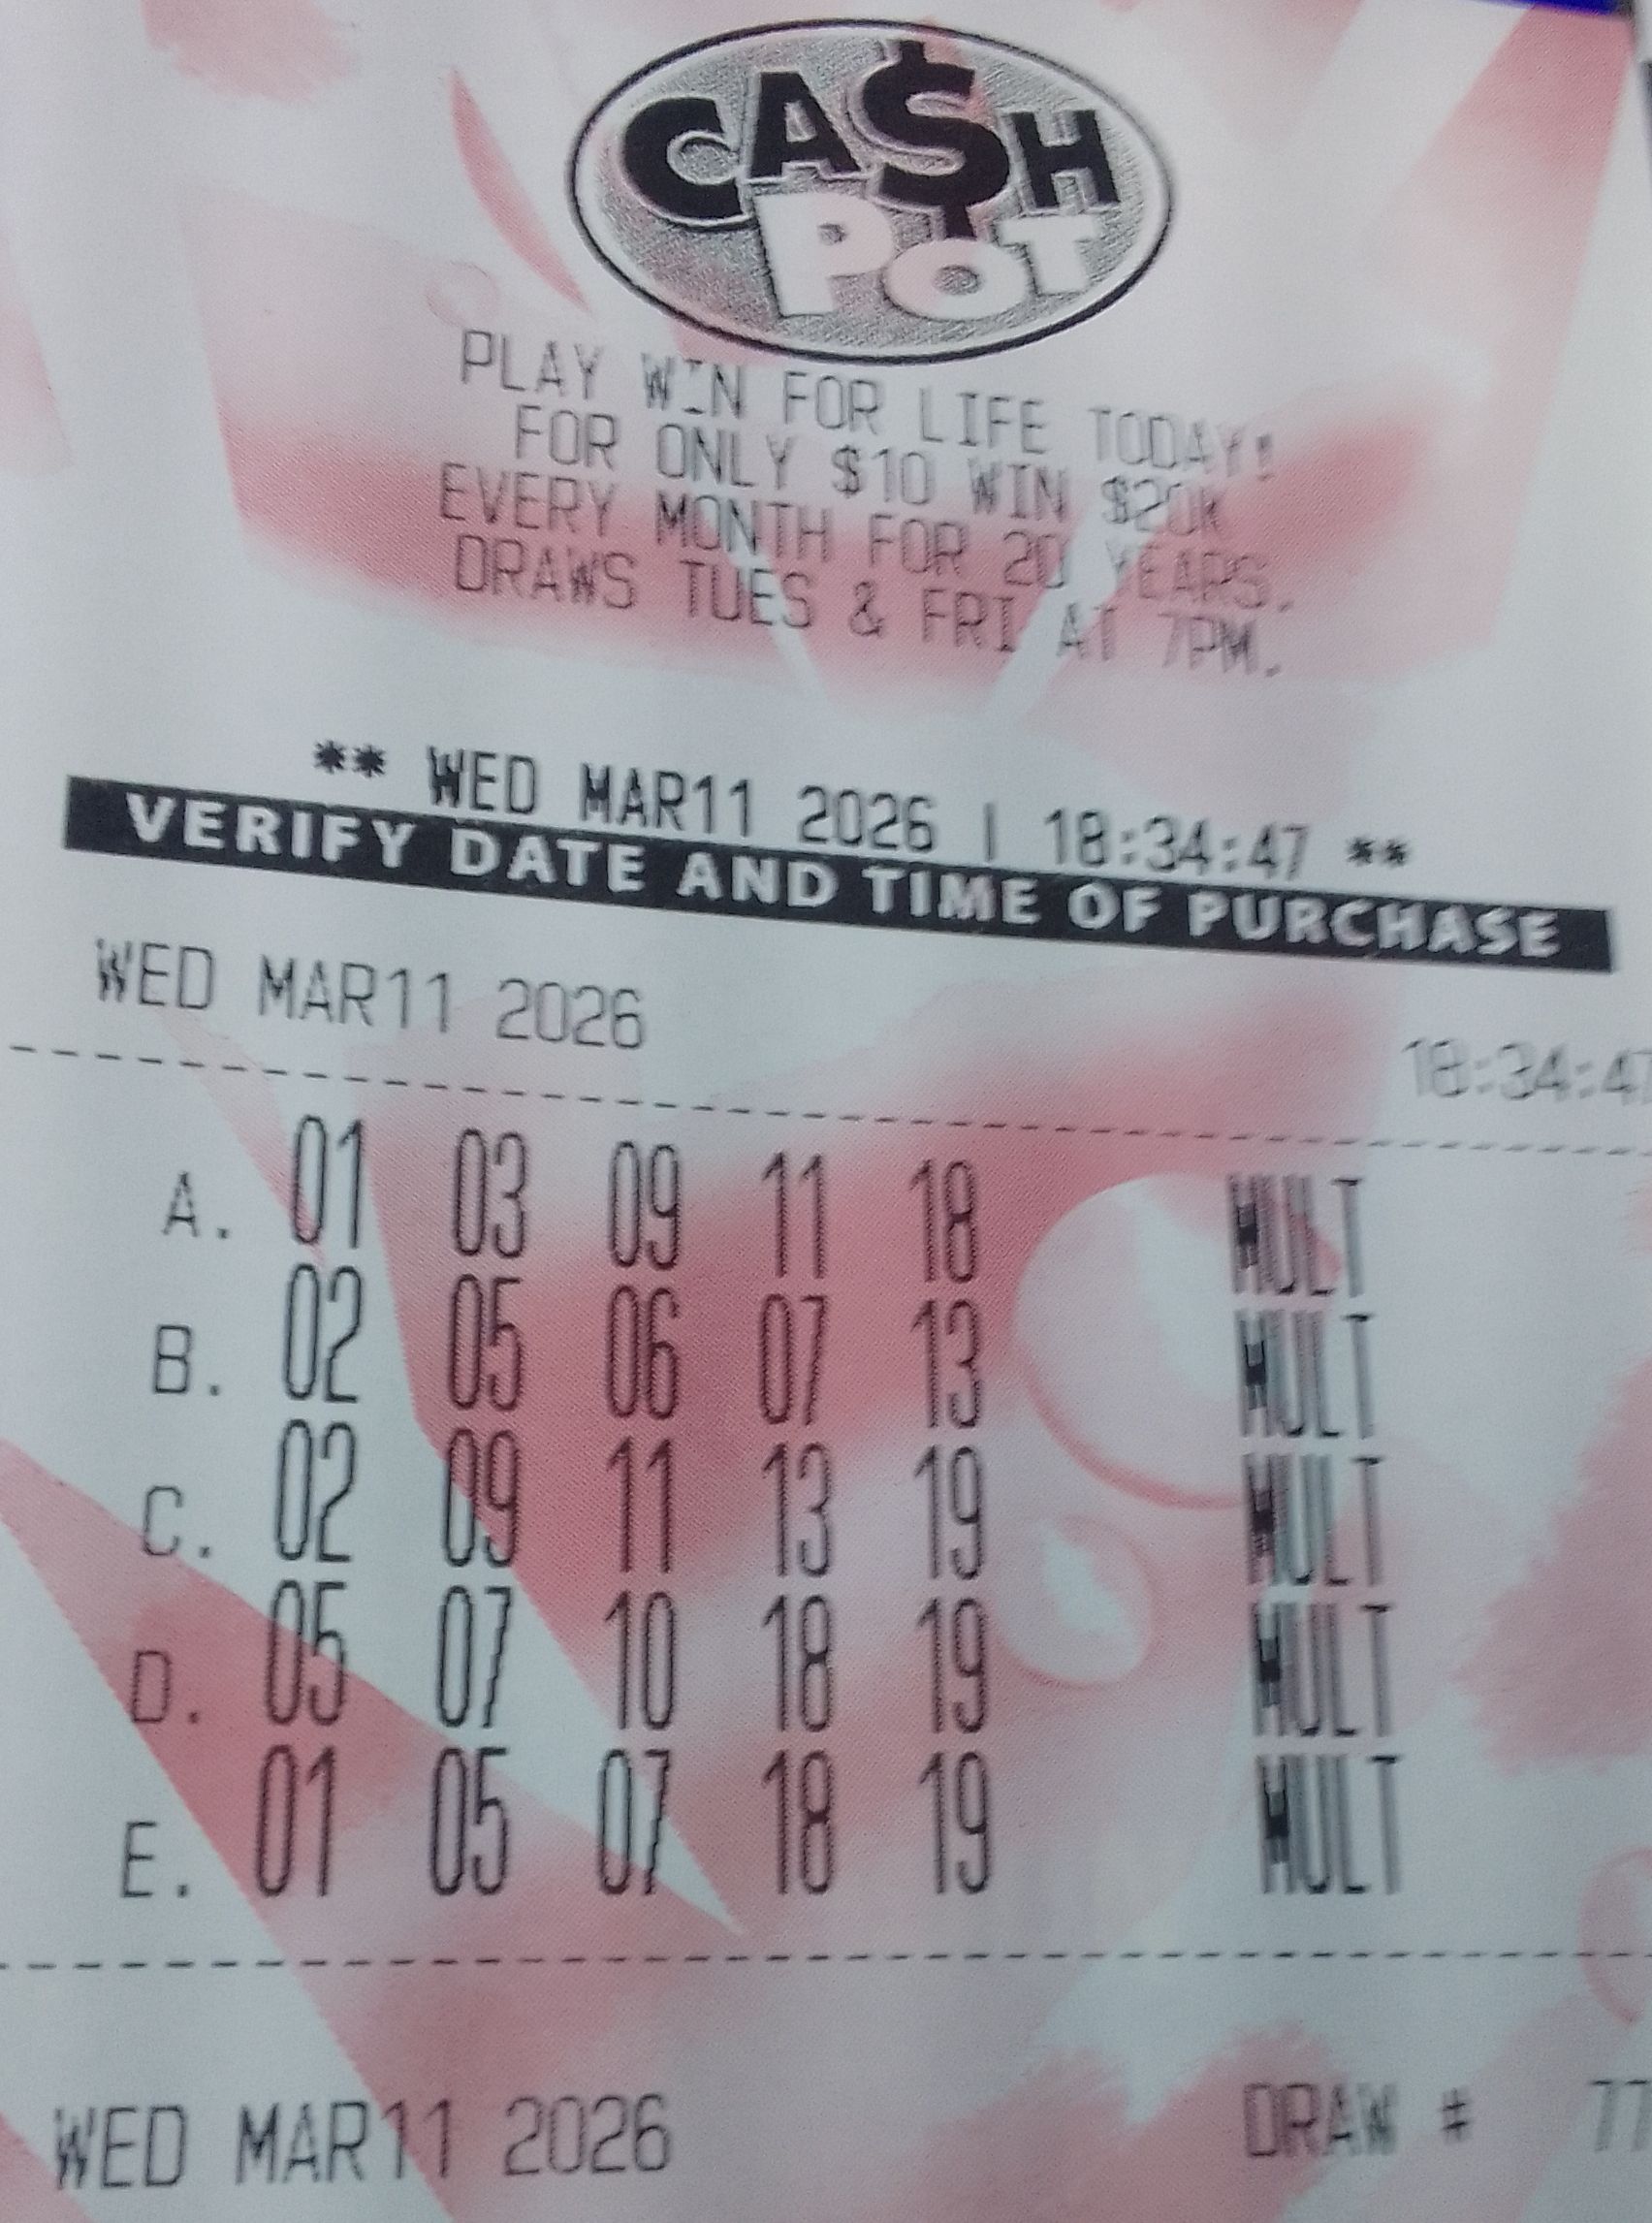 CA$H
POT
PLAY WIN FOR LIFE TODAY!
FOR ONLY $10 WIN $20K
EVERY MONTH FOR 20 YEARS.
DRAWS TUES & FRI AT 7PM.
** WED MAR11 2026 | 18:34:47 **
VERIFY DATE AND TIME OF PURCHASE
WED MAR11 2026 18:34:47
A. 01 03 09 11 18 MULT
B. 02 05 06 07 13 MULT
C. 02 09 11 13 19 MULT
D. 05 07 10 18 19 MULT
E. 01 05 07 18 19 MULT
WED MAR11 2026 DRAW #